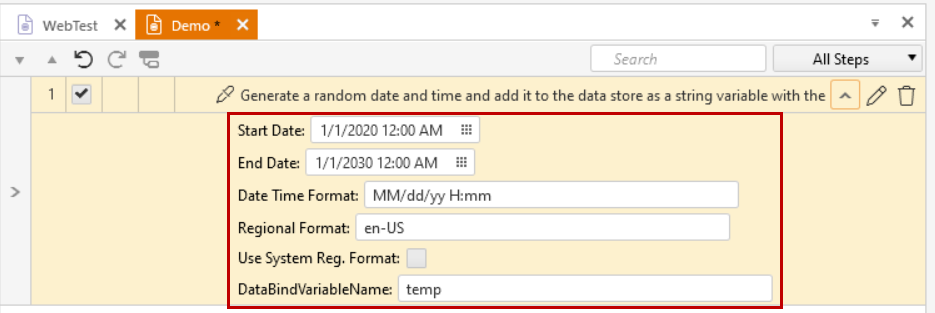 WebTest
Demo *
Search
All Steps
1 Generate a random date and time and add it to the data store as a string variable with the
Start Date: 1/1/2020 12:00 AM
End Date: 1/1/2030 12:00 AM
Date Time Format: MM/dd/yy H:mm
Regional Format: en-US
Use System Reg. Format:
DataBindVariableName: temp